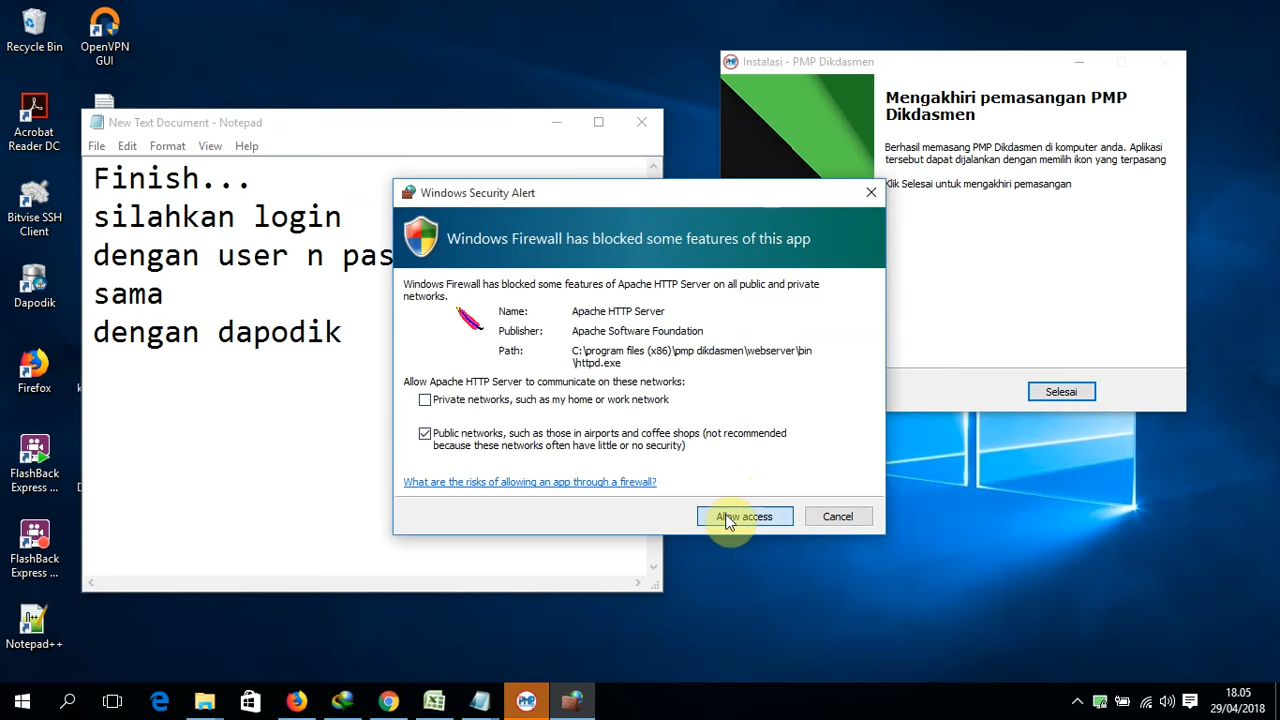 Recycle Bin
OpenVPN
GUI
Acrobat
Reader DC
Bitvise SSH
Client
Dapodik
Firefox
FlashBack
Express ...
FlashBack
Express ...
Notepad++
New Text Document - Notepad
File Edit Format View Help
Finish...
silahkan login
dengan user n pas
sama
dengan dapodik
Instalasi - PMP Dikdasmen
Mengakhiri pemasangan PMP
Dikdasmen
Berhasil memasang PMP Dikdasmen di komputer anda. Aplikasi
tersebut dapat dijalankan dengan memilih ikon yang terpasang
Klik Selesai untuk mengakhiri pemasangan
Selesai
Windows Security Alert
Windows Firewall has blocked some features of this app
Windows Firewall has blocked some features of Apache HTTP Server on all public and private
networks.
Name: Apache HTTP Server
Publisher: Apache Software Foundation
Path: C:\program files (x86)\pmp dikdasmen\webserver\bin
\httpd.exe
Allow Apache HTTP Server to communicate on these networks:
Private networks, such as my home or work network
Public networks, such as those in airports and coffee shops (not recommended
because these networks often have little or no security)
What are the risks of allowing an app through a firewall?
Allow access
Cancel
PMP
18.05
29/04/2018